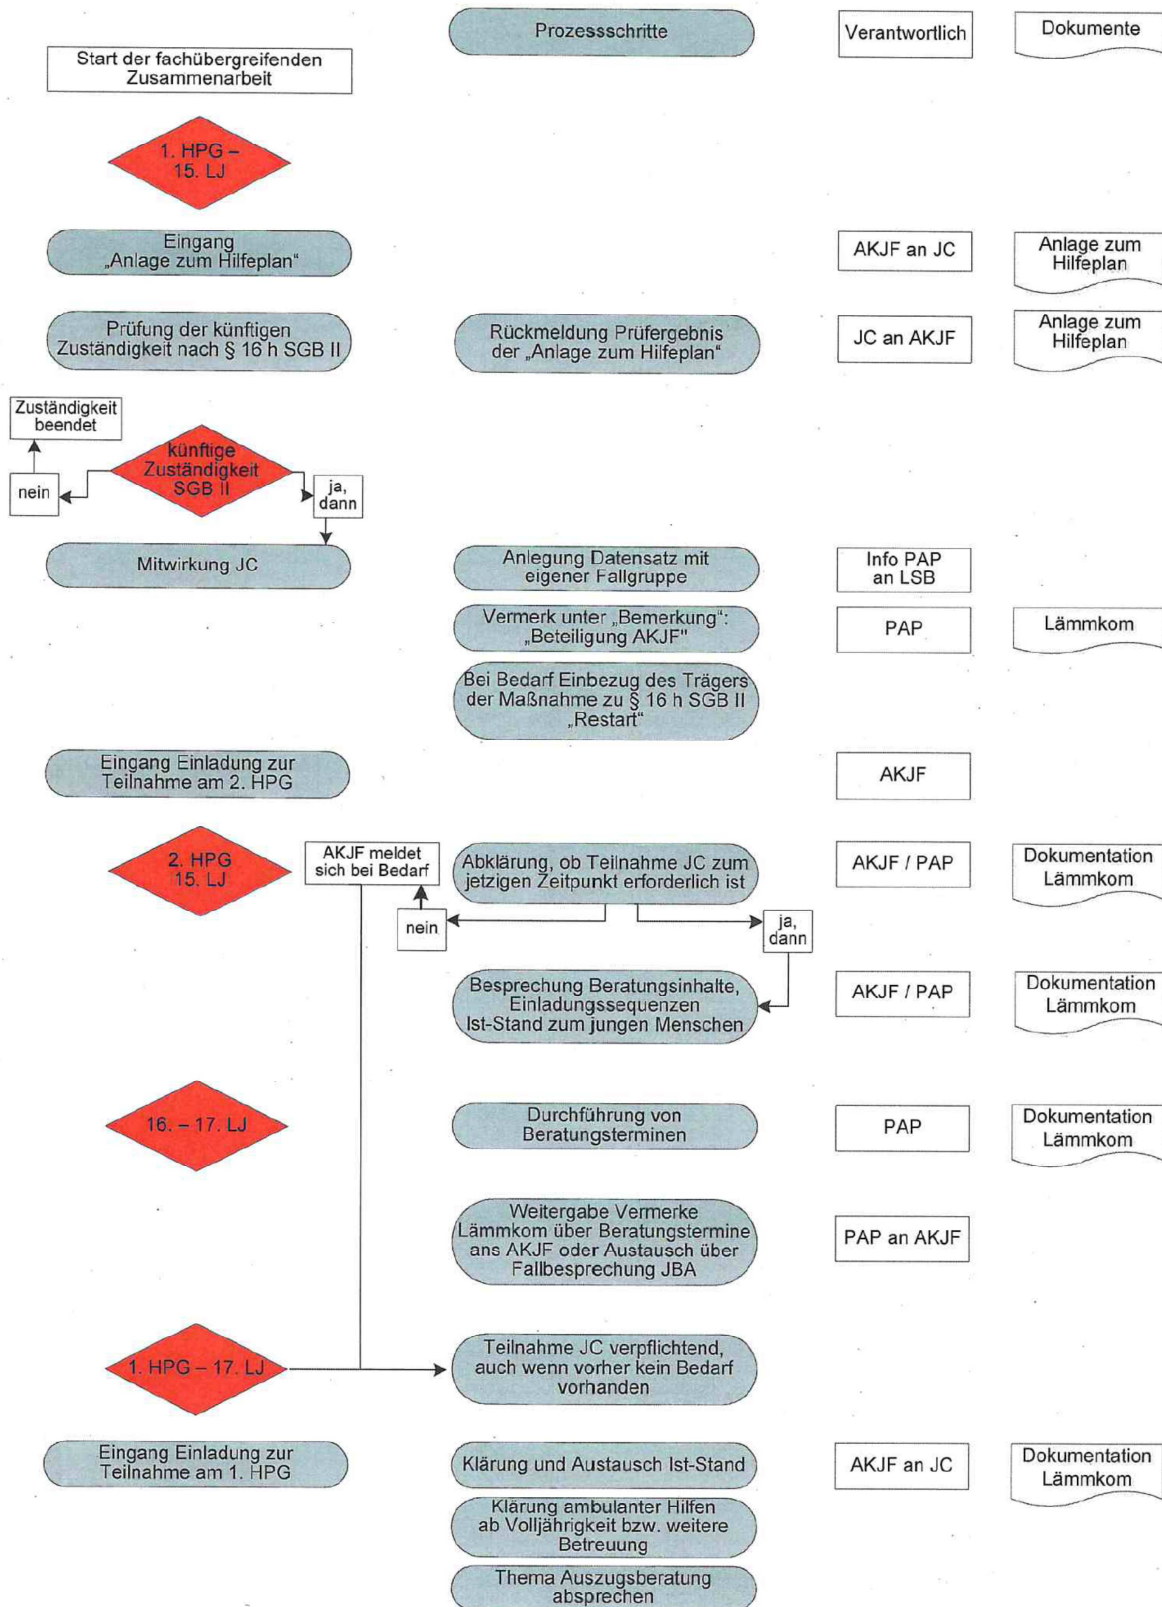 Prozessschritte
Verantwortlich
Dokumente
Start der fachübergreifenden
Zusammenarbeit
1. HPG –
15. LJ
Eingang
„Anlage zum Hilfeplan“
AKJF an JC
Anlage zum
Hilfeplan
Prüfung der künftigen
Zuständigkeit nach § 16 h SGB II
Rückmeldung Prüfergebnis
der „Anlage zum Hilfeplan“
JC an AKJF
Anlage zum
Hilfeplan
Zuständigkeit
beendet
künftige
Zuständigkeit
SGB II
nein
ja,
dann
Mitwirkung JC
Anlegung Datensatz mit
eigener Fallgruppe
Info PAP
an LSB
Vermerk unter „Bemerkung“:
„Beteiligung AKJF"
PAP
Lämmkom
Bei Bedarf Einbezug des Trägers
der Maßnahme zu § 16 h SGB II
„Restart“
Eingang Einladung zur
Teilnahme am 2. HPG
AKJF
2. HPG
15. LJ
AKJF meldet
sich bei Bedarf
Abklärung, ob Teilnahme JC zum
jetzigen Zeitpunkt erforderlich ist
AKJF / PAP
Dokumentation
Lämmkom
nein
ja,
dann
Besprechung Beratungsinhalte,
Einladungssequenzen
Ist-Stand zum jungen Menschen
AKJF / PAP
Dokumentation
Lämmkom
16. – 17. LJ
Durchführung von
Beratungsterminen
PAP
Dokumentation
Lämmkom
Weitergabe Vermerke
Lämmkom über Beratungstermine
ans AKJF oder Austausch über
Fallbesprechung JBA
PAP an AKJF
1. HPG – 17. LJ
Teilnahme JC verpflichtend,
auch wenn vorher kein Bedarf
vorhanden
Eingang Einladung zur
Teilnahme am 1. HPG
Klärung und Austausch Ist-Stand
AKJF an JC
Dokumentation
Lämmkom
Klärung ambulanter Hilfen
ab Volljährigkeit bzw. weitere
Betreuung
Thema Auszugsberatung
absprechen